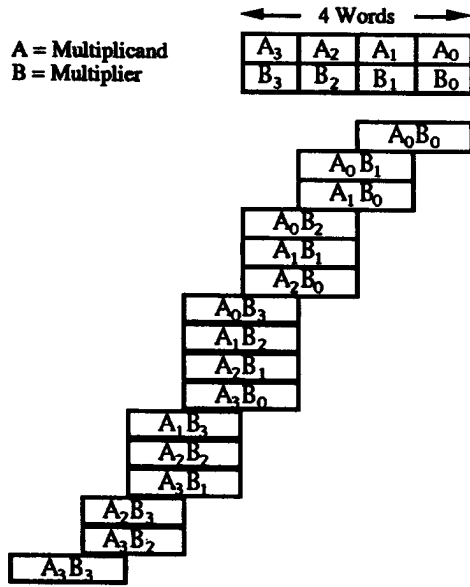 4 Words
A = Multiplicand
B = Multiplier
A₃ A₂ A₁ A₀
B₃ B₂ B₁ B₀
A₀B₀
A₀B₁
A₁B₀
A₀B₂
A₁B₁
A₂B₀
A₀B₃
A₁B₂
A₂B₁
A₃B₀
A₁B₃
A₂B₂
A₃B₁
A₂B₃
A₃B₂
A₃B₃